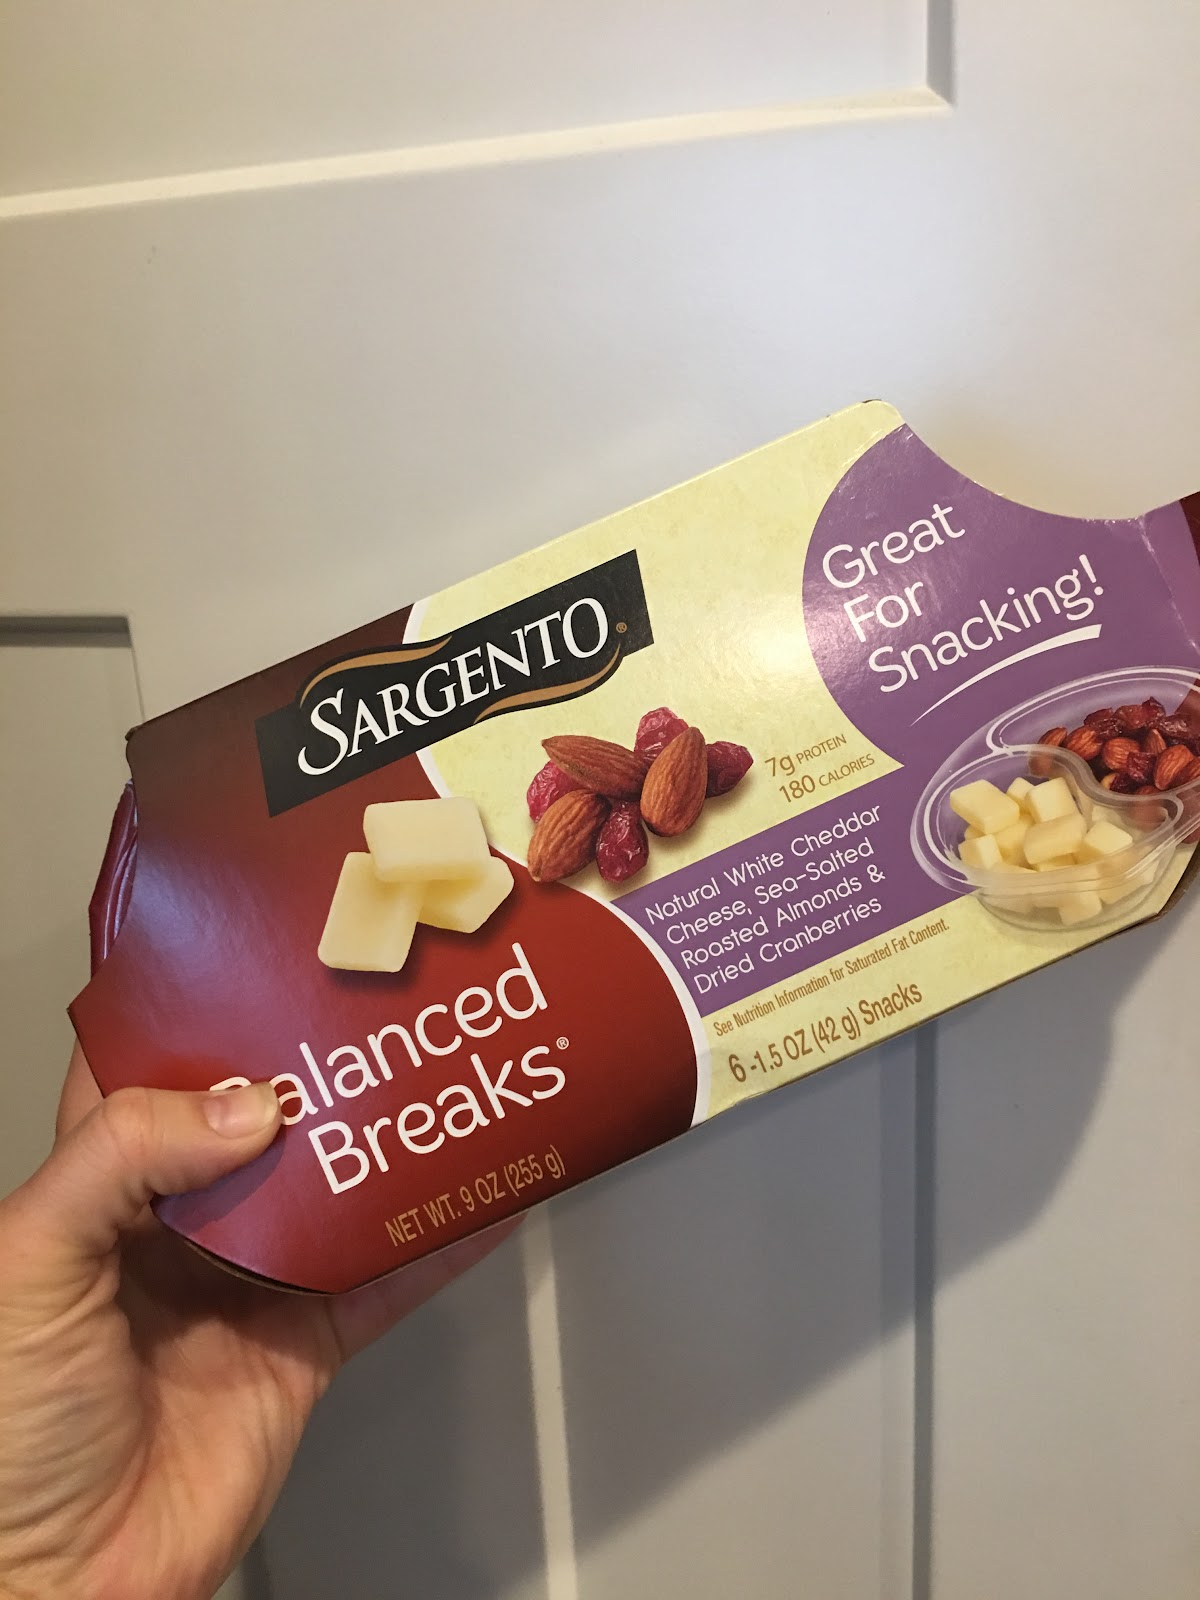 SARGENTO®
Great
For
Snacking!
7g PROTEIN
180 CALORIES
Natural White Cheddar
Cheese, Sea-Salted
Roasted Almonds &
Dried Cranberries
See Nutrition Information for Saturated Fat Content.
6-1.5 OZ (42 g) Snacks
Balanced
Breaks®
NET WT. 9 OZ (255 g)